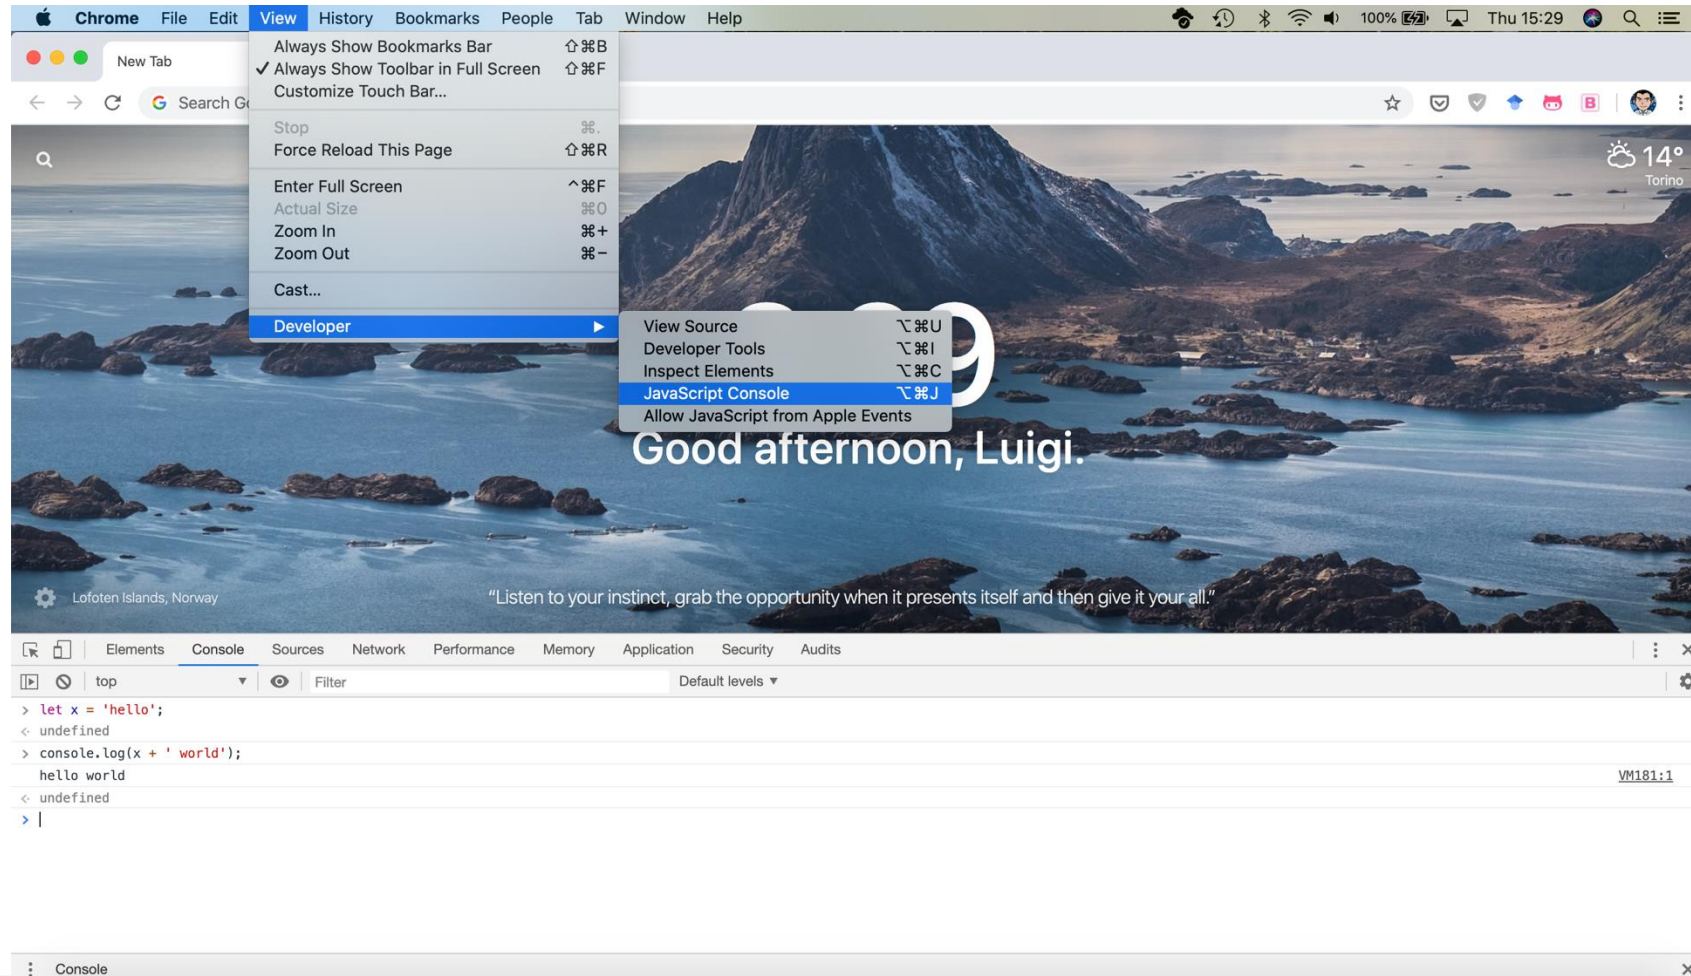 Chrome File Edit View History Bookmarks People Tab Window Help 100% Thu 15:29
Always Show Bookmarks Bar ⇧⌘B
New Tab
✓ Always Show Toolbar in Full Screen ⇧⌘F
Customize Touch Bar...
G Search Go
B
Stop ⌘.
Force Reload This Page ⇧⌘R
14°
Torino
Enter Full Screen ^⌘F
Actual Size ⌘0
Zoom In ⌘+
Zoom Out ⌘−
Cast...
Developer ▶
View Source ⌥⌘U
Developer Tools ⌥⌘I
Inspect Elements ⌥⌘C
JavaScript Console ⌥⌘J
Allow JavaScript from Apple Events
9
Good afternoon, Luigi.
Lofoten Islands, Norway
“Listen to your instinct, grab the opportunity when it presents itself and then give it your all.”
Elements Console Sources Network Performance Memory Application Security Audits
top ▼ Filter Default levels ▼
> let x = 'hello';
<· undefined
> console.log(x + ' world');
hello world VM181:1
<· undefined
>
Console